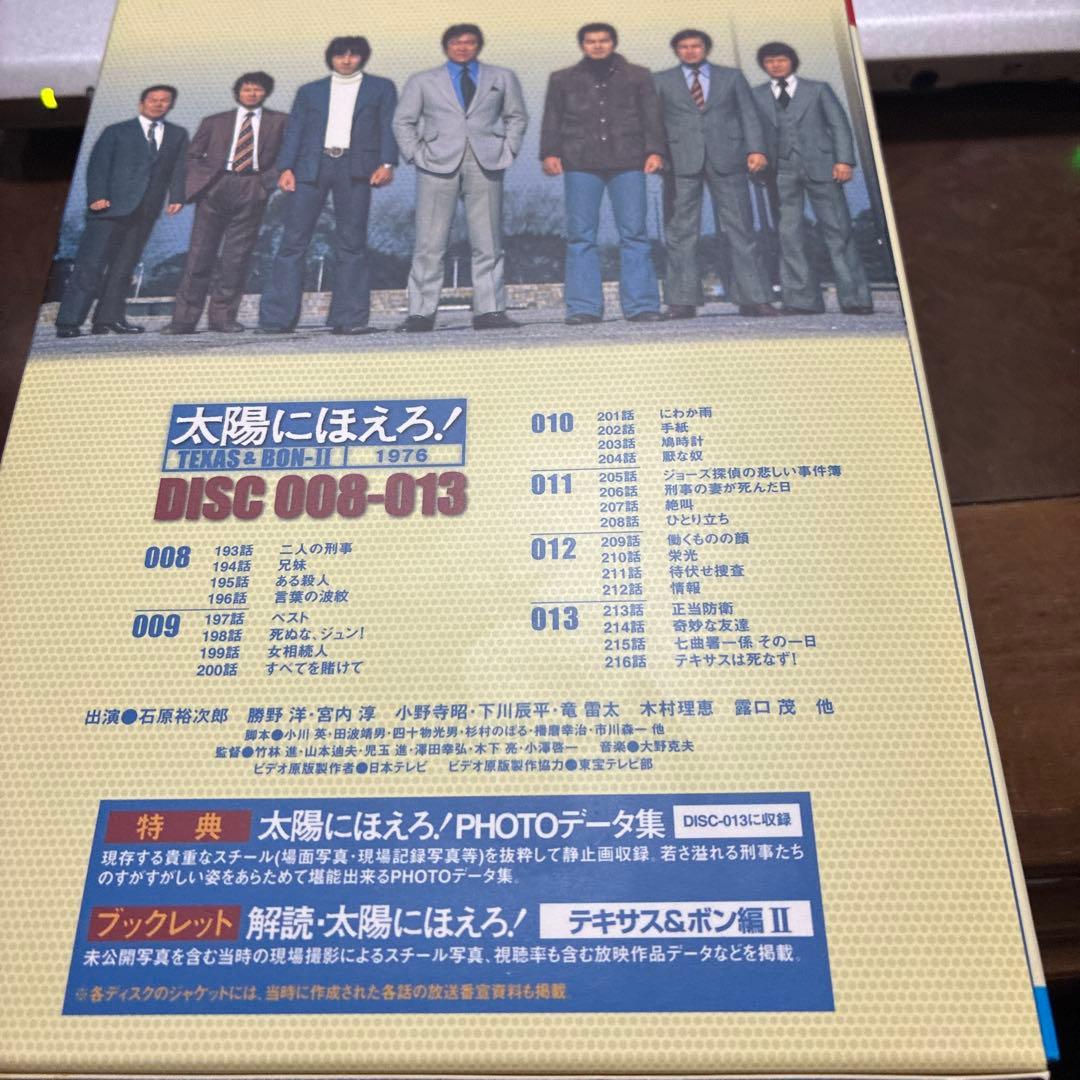 太陽にほえろ!
TEXAS & BON-II 1976
DISC 008-013
008 193話 二人の刑事
194話 兄妹
195話 ある殺人
196話 言葉の波紋
009 197話 ベスト
198話 死ぬな、ジュン!
199話 女相続人
200話 すべてを賭けて
010 201話 にわか雨
202話 手紙
203話 鳩時計
204話 厭な奴
011 205話 ジョーズ探偵の悲しい事件簿
206話 刑事の妻が死んだ日
207話 絶叫
208話 ひとり立ち
012 209話 働くものの顔
210話 栄光
211話 待伏せ捜査
212話 情報
013 213話 正当防衛
214話 奇妙な友達
215話 七曲署一係 その一日
216話 テキサスは死なず!
出演●石原裕次郎 勝野 洋・宮内 淳 小野寺昭・下川辰平・竜 雷太 木村理恵 露口 茂 他
脚本●小川 英・田波靖男・四十物光男・杉村のぼる・播磨幸治・市川森一 他
監督●竹林 進・山本迪夫・児玉 進・澤田幸弘・木下 亮・小澤啓一 音楽●大野克夫
ビデオ原版製作者●日本テレビ ビデオ原版製作協力●東宝テレビ部
特典 太陽にほえろ!PHOTOデータ集 DISC-013に収録
現存する貴重なスチール(場面写真・現場記録写真等)を抜粋して静止画収録。若さ溢れる刑事たち
のすがすがしい姿をあらためて堪能出来るPHOTOデータ集。
ブックレット 解読・太陽にほえろ! テキサス&ボン編 II
未公開写真を含む当時の現場撮影によるスチール写真、視聴率も含む放映作品データなどを掲載。
※各ディスクのジャケットには、当時に作成された各話の放送番宣資料も掲載。